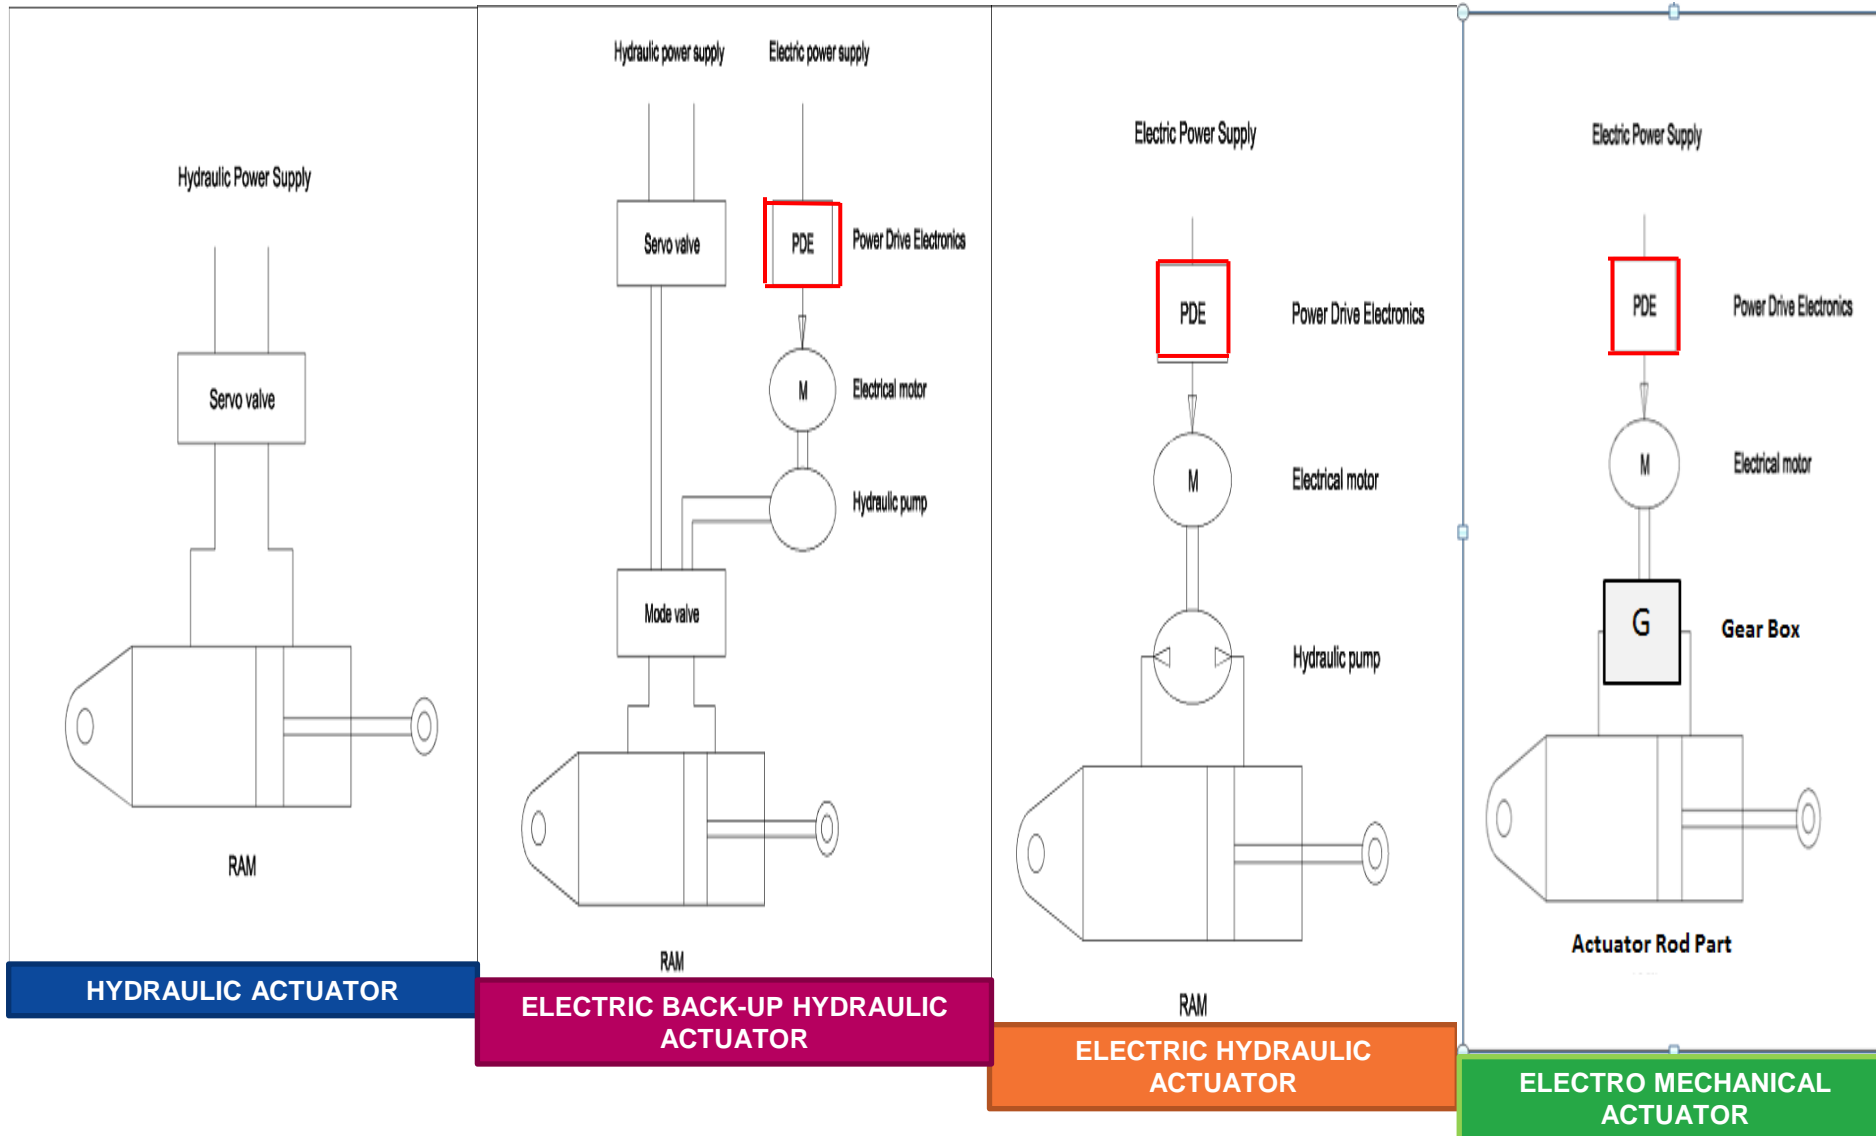 Hydraulic Power Supply
Servo valve
RAM
HYDRAULIC ACTUATOR
Hydraulic power supply
Electric power supply
Servo valve
PDE
Power Drive Electronics
M
Electrical motor
Hydraulic pump
Mode valve
RAM
ELECTRIC BACK-UP HYDRAULIC
ACTUATOR
Electric Power Supply
PDE
Power Drive Electronics
M
Electrical motor
Hydraulic pump
RAM
ELECTRIC HYDRAULIC
ACTUATOR
Electric Power Supply
PDE
Power Drive Electronics
M
Electrical motor
G
Gear Box
Actuator Rod Part
ELECTRO MECHANICAL
ACTUATOR